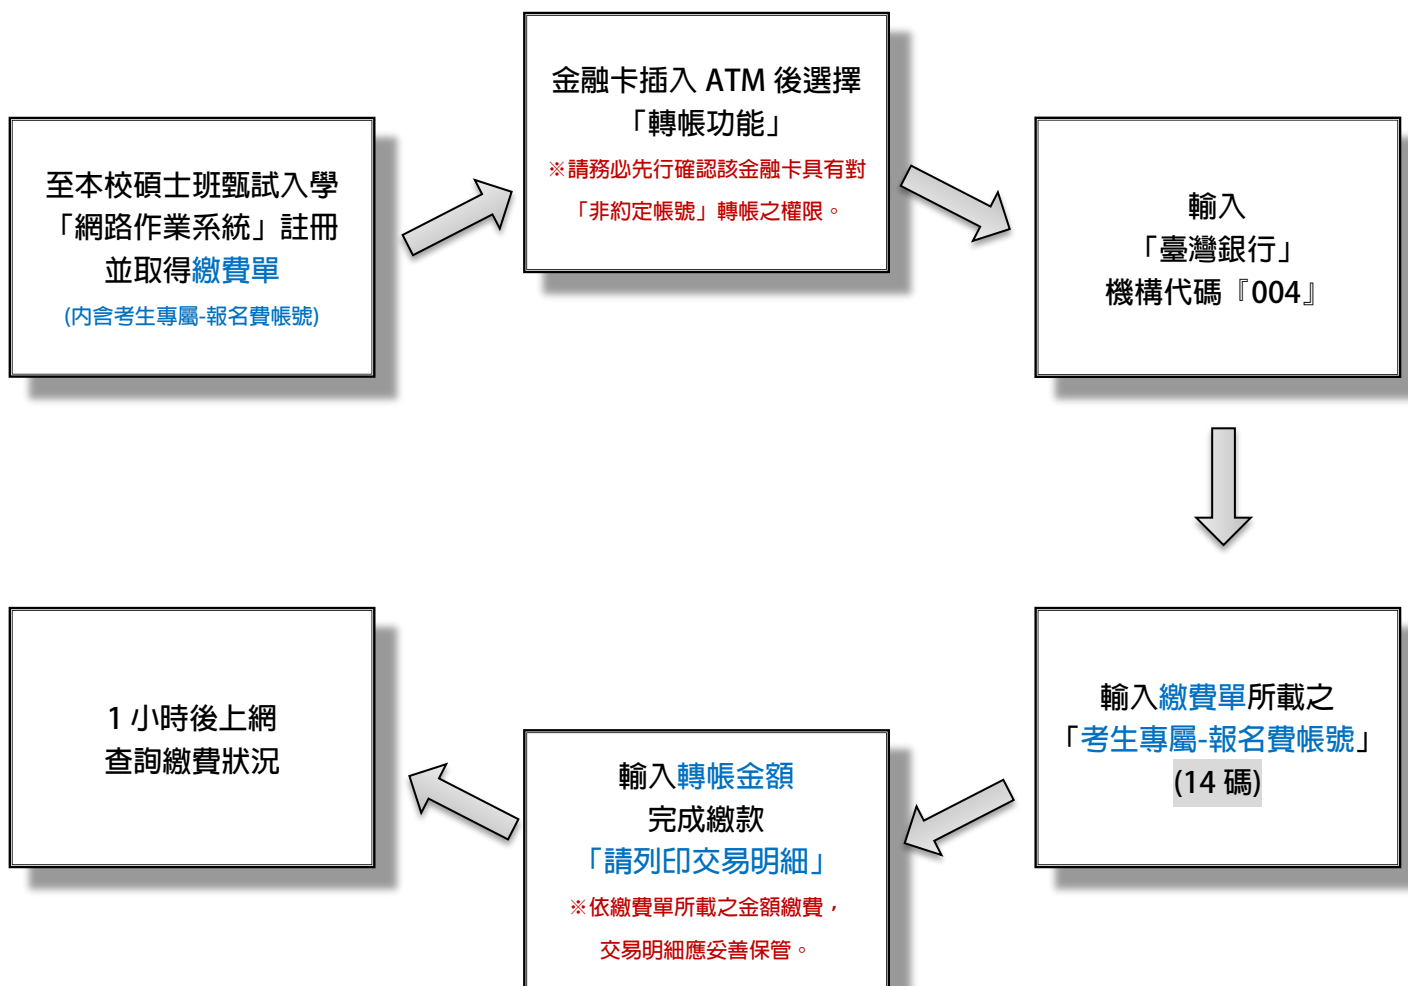 至本校碩士班甄試入學
「網路作業系統」註冊
並取得繳費單
(內含考生專屬-報名費帳號)
金融卡插入 ATM 後選擇
「轉帳功能」
※請務必先行確認該金融卡具有對
「非約定帳號」轉帳之權限。
輸入
「臺灣銀行」
機構代碼『004』
輸入繳費單所載之
「考生專屬-報名費帳號」
(14 碼)
輸入轉帳金額
完成繳款
「請列印交易明細」
※依繳費單所載之金額繳費，
交易明細應妥善保管。
1 小時後上網
查詢繳費狀況